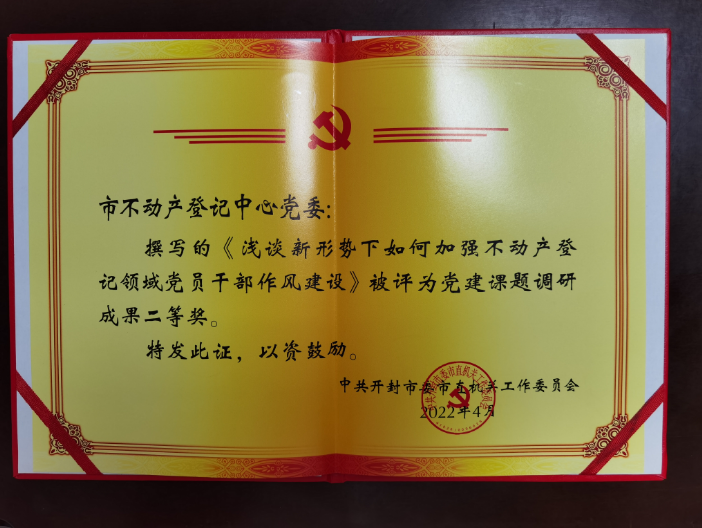 市不动产登记中心党委：
撰写的《浅谈新形势下如何加强不动产登
记领域党员干部作风建设》被评为党建课题调研
成果二等奖。
特发此证，以资鼓励。
中共开封市委市直机关工作委员会
2022年4月